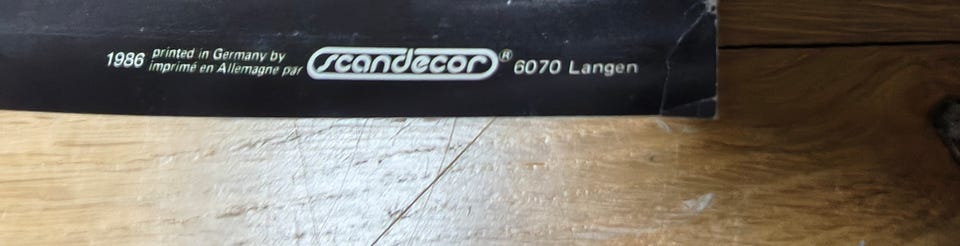 1986 printed in Germany by scandecor® 6070 Langen
imprimé en Allemagne par